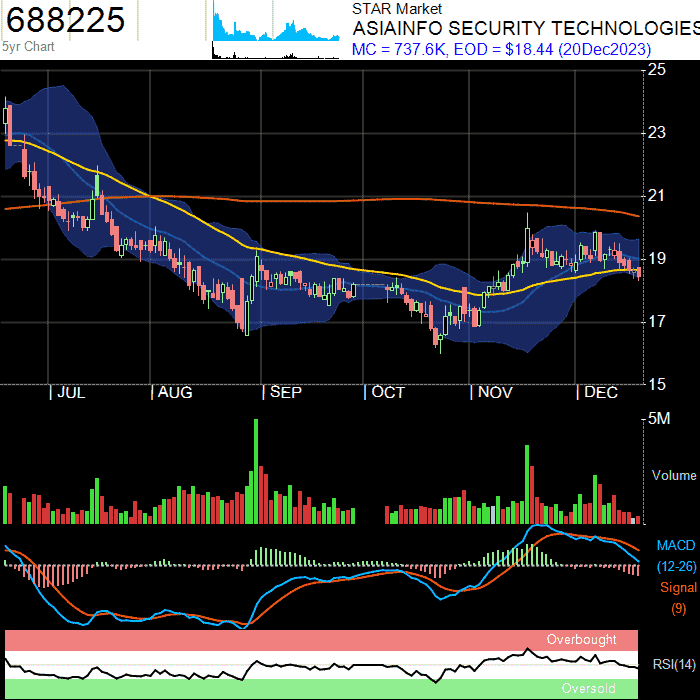 688225
5yr Chart
STAR Market
ASIAINFO SECURITY TECHNOLOGIES
MC = 737.6K, EOD = $18.44 (20Dec2023)
25
23
21
19
17
15
| JUL | AUG | SEP | OCT | NOV | DEC
5M
Volume
MACD
(12-26)
Signal
(9)
Overbought
RSI(14)
Oversold